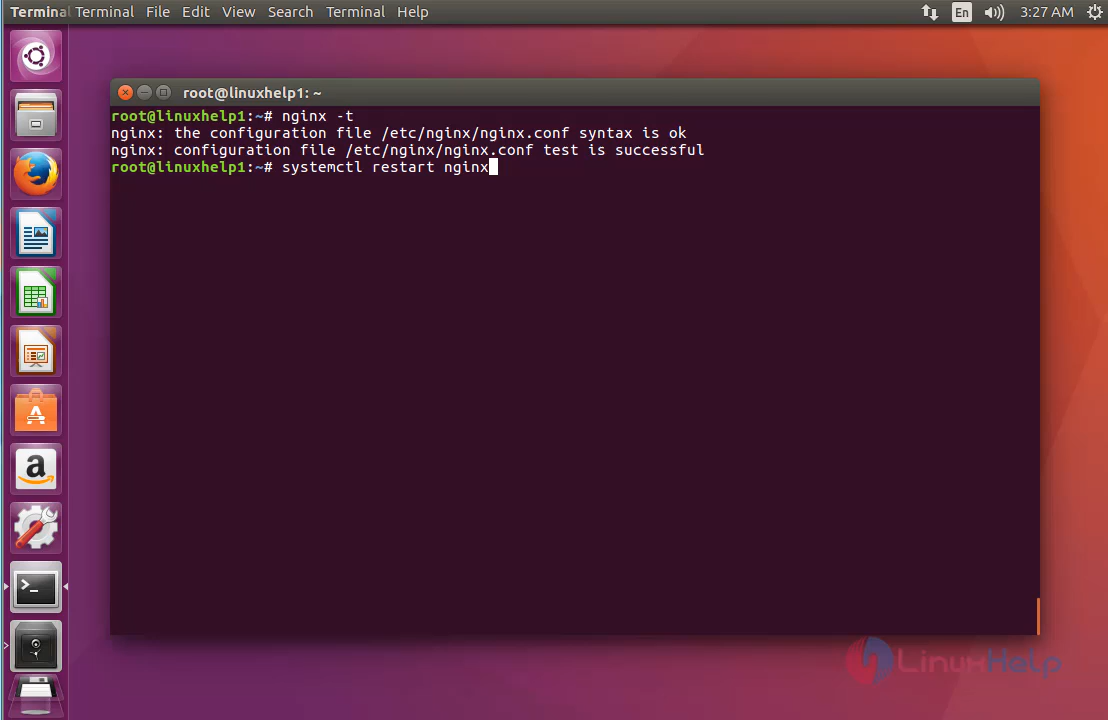 Terminal Terminal File Edit View Search Terminal Help En 3:27 AM
root@linuxhelp1: ~
root@linuxhelp1:~# nginx -t
nginx: the configuration file /etc/nginx/nginx.conf syntax is ok
nginx: configuration file /etc/nginx/nginx.conf test is successful
root@linuxhelp1:~# systemctl restart nginx
LinuxHelp